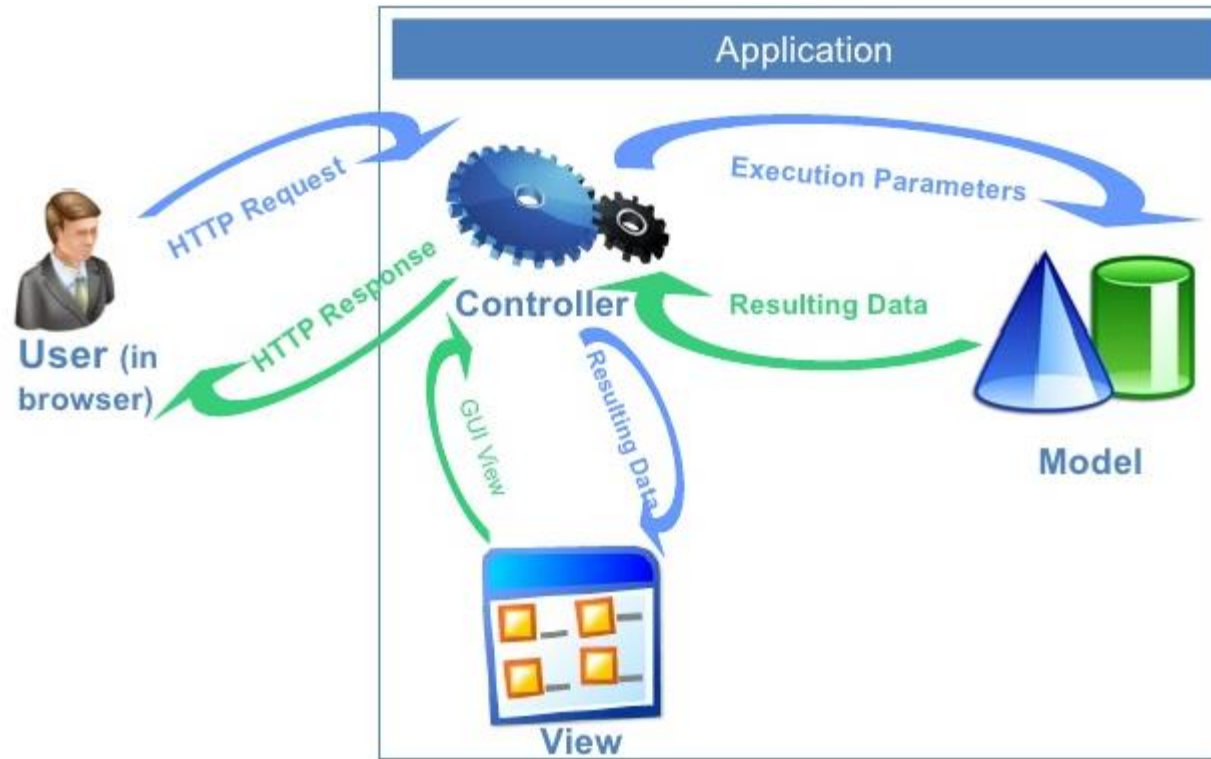 Application
HTTP Request
Execution Parameters
HTTP Response
Controller
Resulting Data
User (in
browser)
GUI View
Resulting Data
Model
View